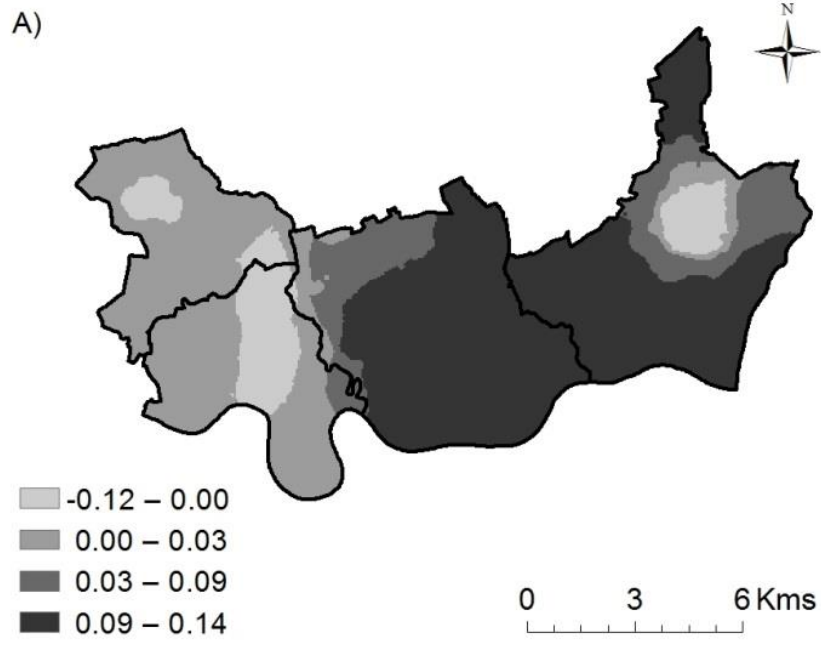 A)
N
-0.12 – 0.00
0.00 – 0.03
0.03 – 0.09
0.09 – 0.14
0 3 6 Kms